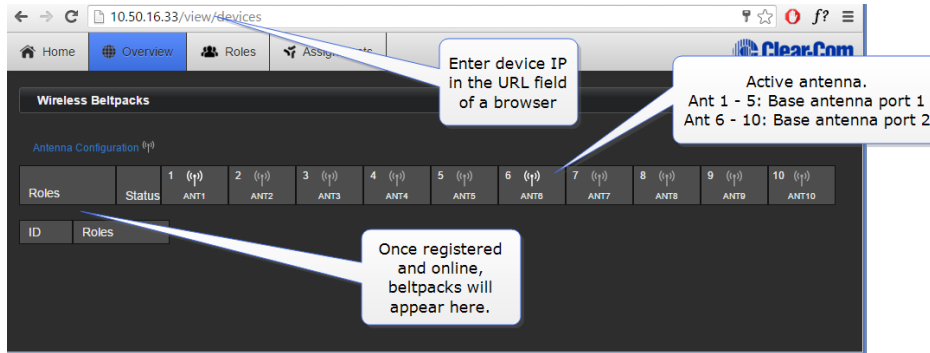 10.50.16.33/view/devices
f?
Home
Overview
Roles
Clear-Com
Enter device IP
in the URL field
of a browser
Active antenna.
Ant 1 - 5: Base antenna port 1
Ant 6 - 10: Base antenna port 2
Wireless Beltpacks
Antenna Configuration
Roles Status 1 ANT1 2 ANT2 3 ANT3 4 ANT4 5 ANT5 6 ANT6 7 ANT7 8 ANT8 9 ANT9 10 ANT10
ID Roles
Once registered
and online,
beltpacks will
appear here.